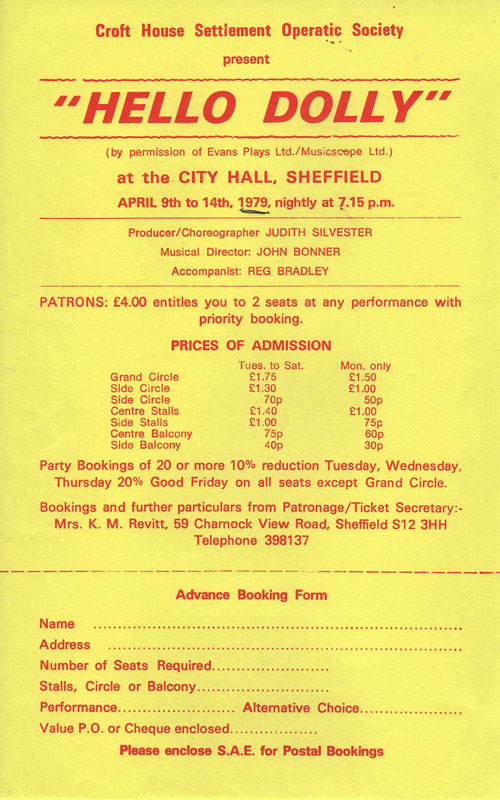 Croft House Settlement Operatic Society
present
"HELLO DOLLY"
(by permission of Evans Plays Ltd./Musicscope Ltd.)
at the CITY HALL, SHEFFIELD
APRIL 9th to 14th, 1979, nightly at 7.15 p.m.
Producer/Choreographer JUDITH SILVESTER
Musical Director: JOHN BONNER
Accompanist: REG BRADLEY
PATRONS: £4.00 entitles you to 2 seats at any performance with
priority booking.
PRICES OF ADMISSION
Tues. to Sat. Mon. only
Grand Circle £1.75 £1.50
Side Circle £1.30 £1.00
Side Circle 70p 50p
Centre Stalls £1.40 £1.00
Side Stalls £1.00 75p
Centre Balcony 75p 60p
Side Balcony 40p 30p
Party Bookings of 20 or more 10% reduction Tuesday, Wednesday,
Thursday 20% Good Friday on all seats except Grand Circle.
Bookings and further particulars from Patronage/Ticket Secretary:-
Mrs. K. M. Revitt, 59 Charnock View Road, Sheffield S12 3HH
Telephone 398137
Advance Booking Form
Name ......................................................................
Address ......................................................................
Number of Seats Required........................
Stalls, Circle or Balcony...........................
Performance........................ Alternative Choice.....................
Value P.O. or Cheque enclosed..................
Please enclose S.A.E. for Postal Bookings